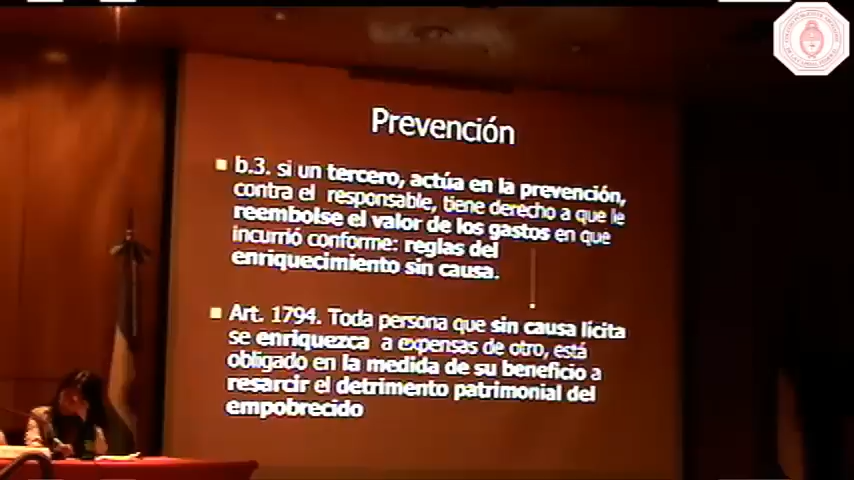 Prevención
b.3. si un tercero, actúa en la prevención,
contra el responsable, tiene derecho a que le
reembolse el valor de los gastos en que
incurrió conforme: reglas del
enriquecimiento sin causa.
Art. 1794. Toda persona que sin causa lícita
se enriquezca a expensas de otro, está
obligado en la medida de su beneficio a
resarcir el detrimento patrimonial del
empobrecido